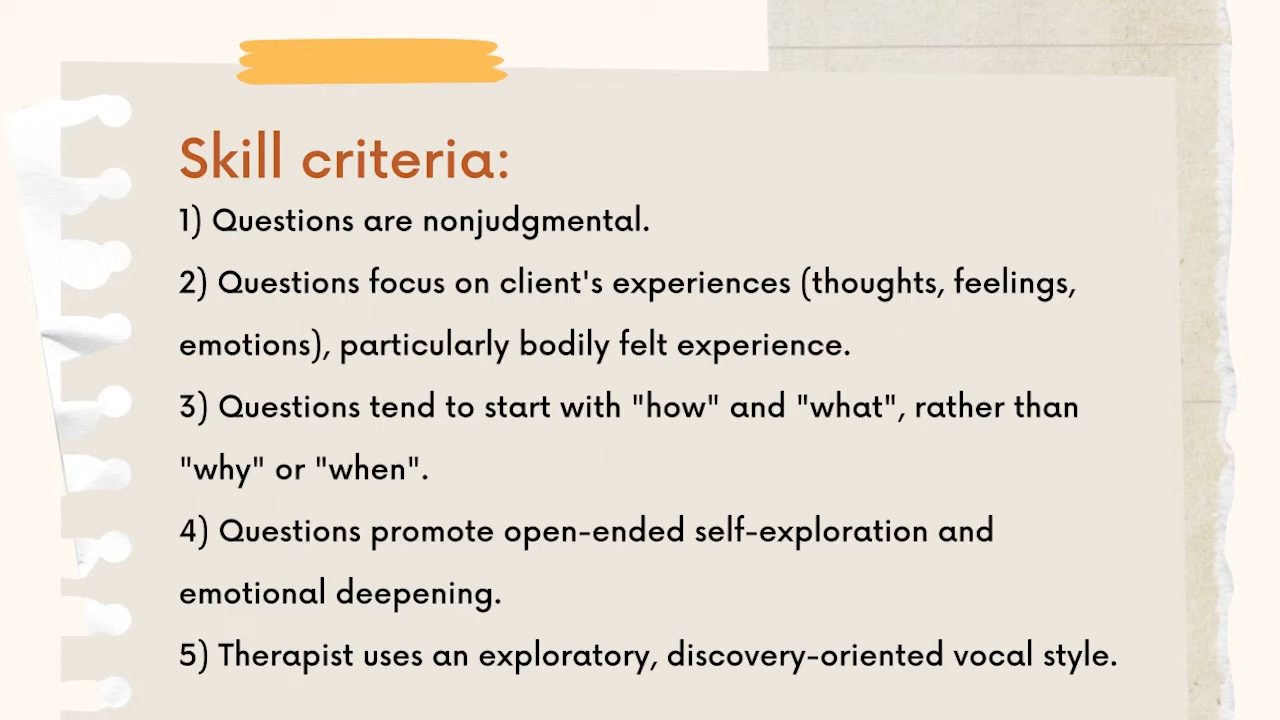 Skill criteria:
1) Questions are nonjudgmental.
2) Questions focus on client's experiences (thoughts, feelings,
emotions), particularly bodily felt experience.
3) Questions tend to start with "how" and "what", rather than
"why" or "when".
4) Questions promote open-ended self-exploration and
emotional deepening.
5) Therapist uses an exploratory, discovery-oriented vocal style.